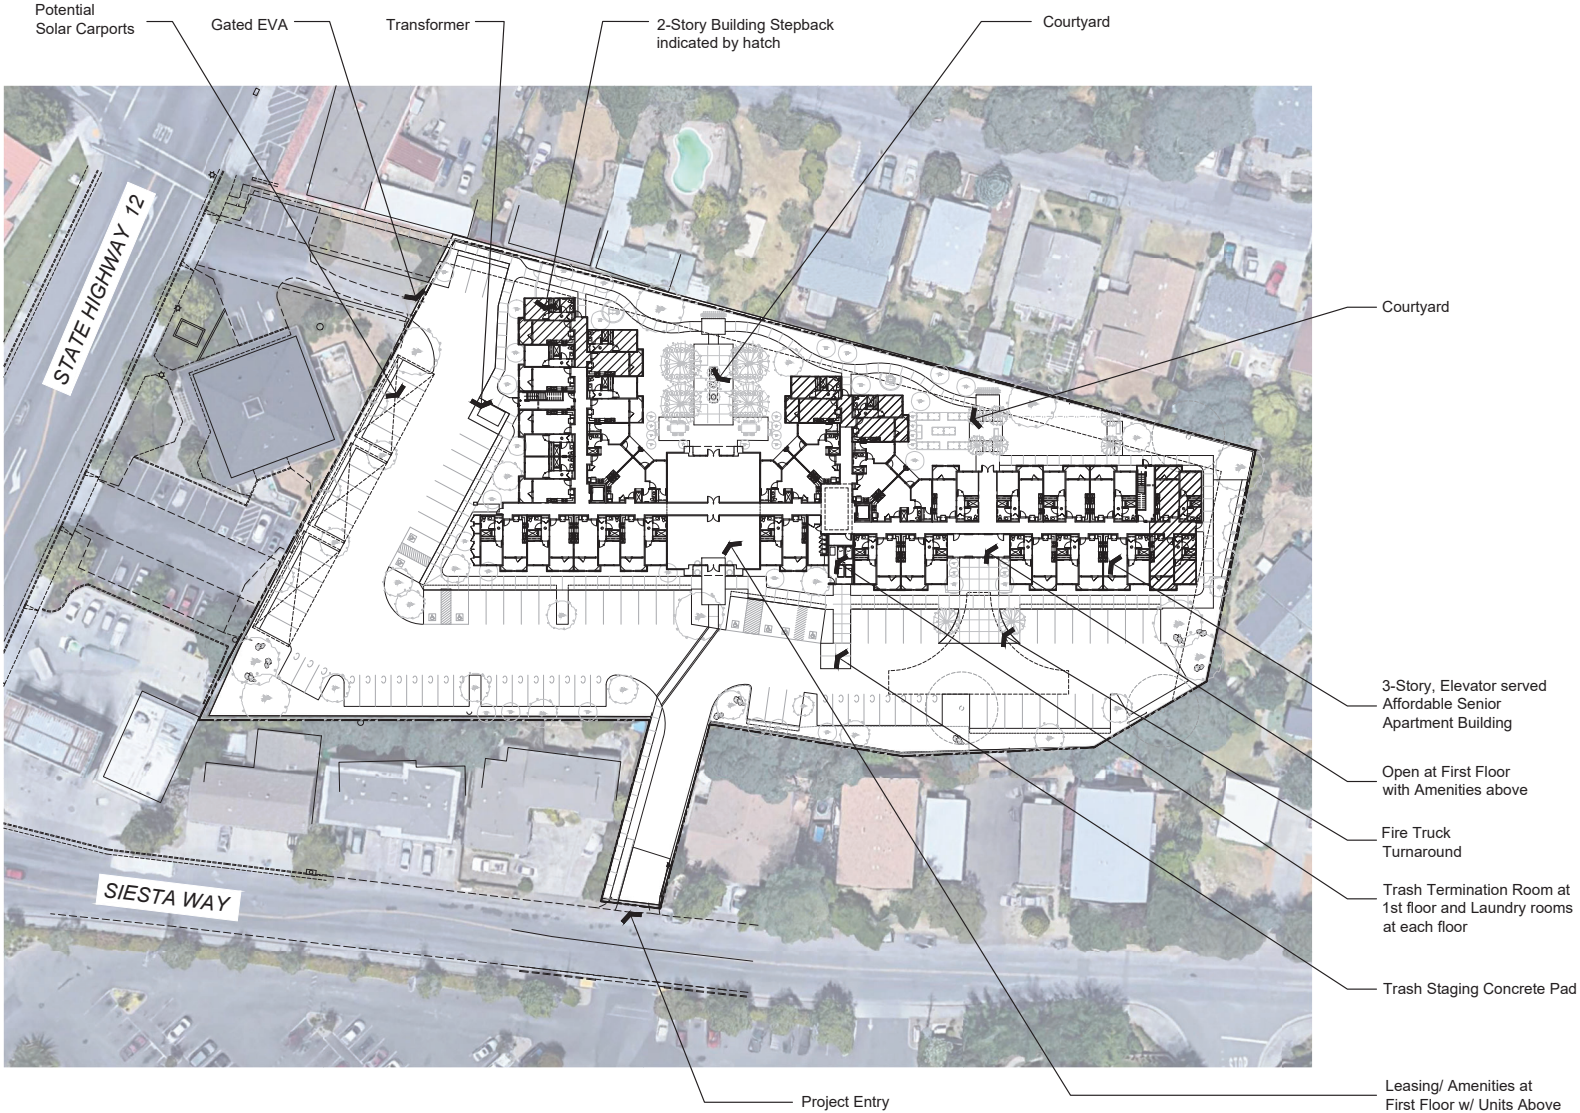 Potential
Solar Carports
Gated EVA
Transformer
2-Story Building Stepback
indicated by hatch
Courtyard
STATE HIGHWAY 12
Courtyard
3-Story, Elevator served
Affordable Senior
Apartment Building
Open at First Floor
with Amenities above
Fire Truck
Turnaround
Trash Termination Room at
1st floor and Laundry rooms
at each floor
SIESTA WAY
Trash Staging Concrete Pad
Leasing/ Amenities at
First Floor w/ Units Above
Project Entry